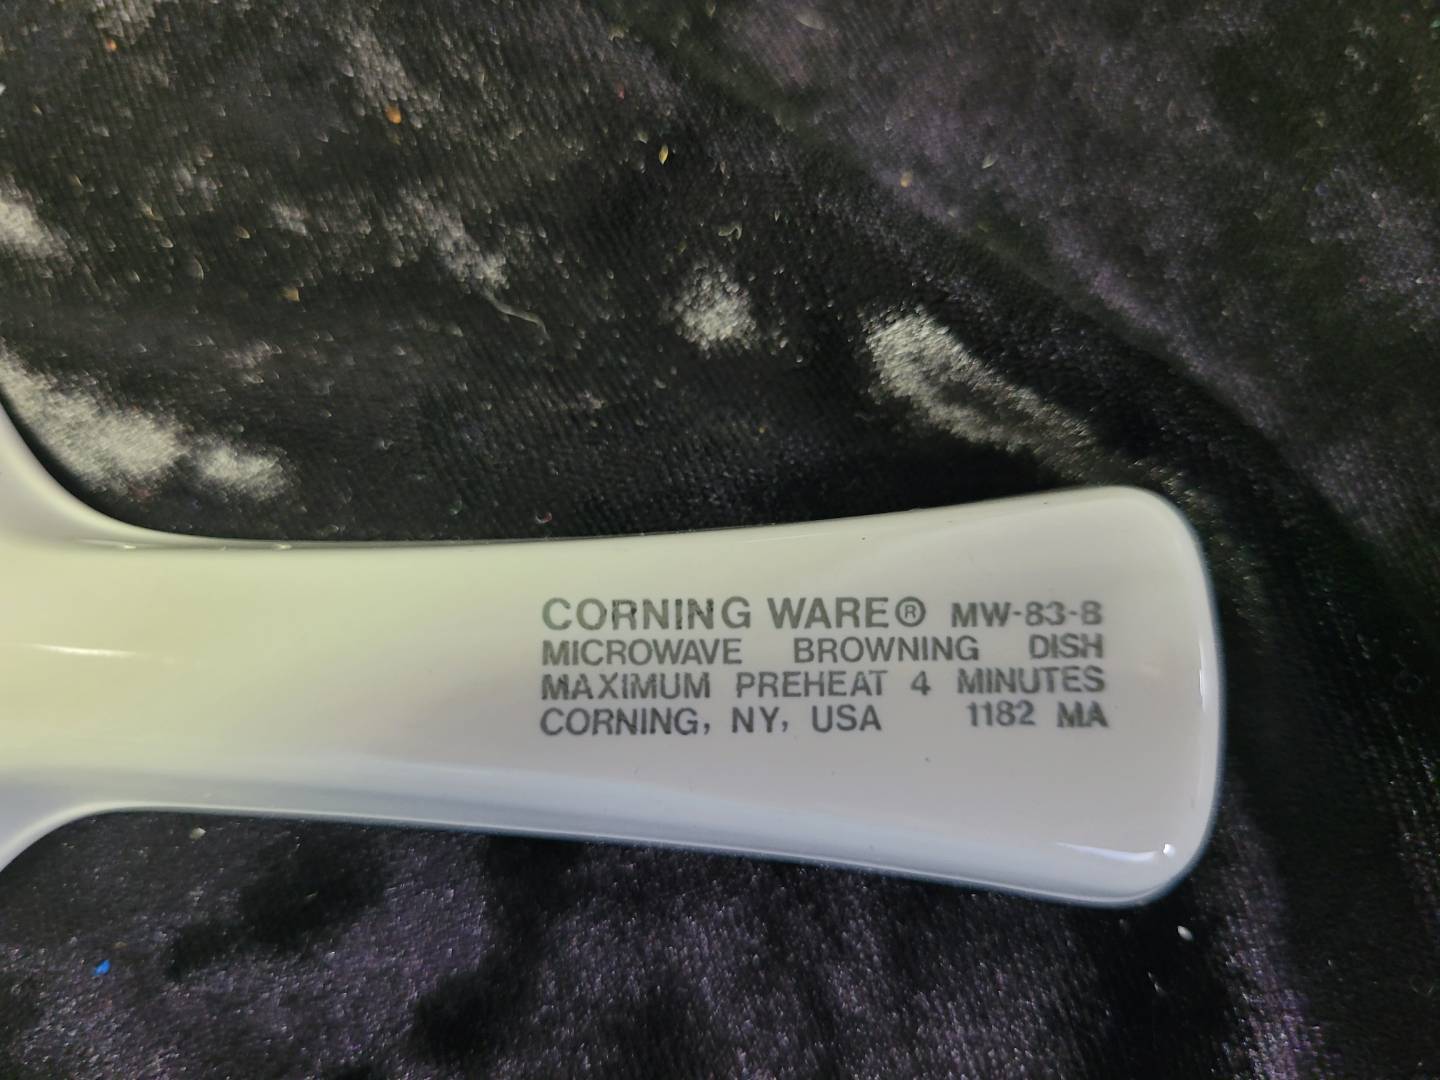 CORNING WARE® MW-83-B
MICROWAVE BROWNING DISH
MAXIMUM PREHEAT 4 MINUTES
CORNING, NY, USA 1182 MA